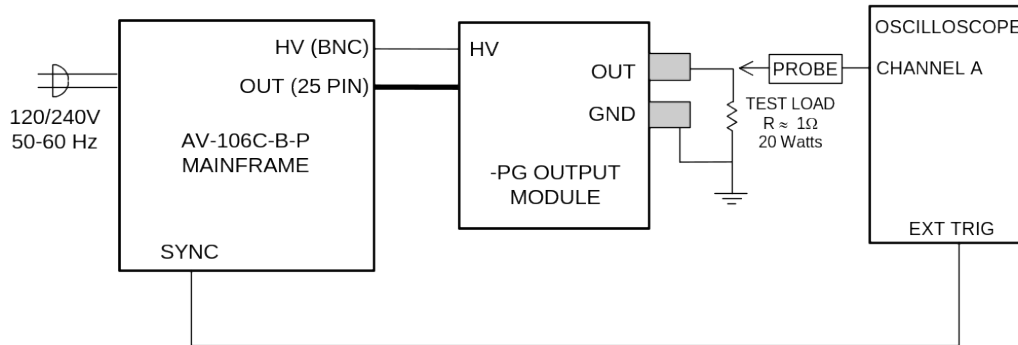 120/240V
50-60 Hz
HV (BNC)
OUT (25 PIN)
AV-106C-B-P
MAINFRAME
SYNC
HV
OUT
GND
-PG OUTPUT
MODULE
PROBE
TEST LOAD
R ≈ 1Ω
20 Watts
OSCILLOSCOPE
CHANNEL A
EXT TRIG